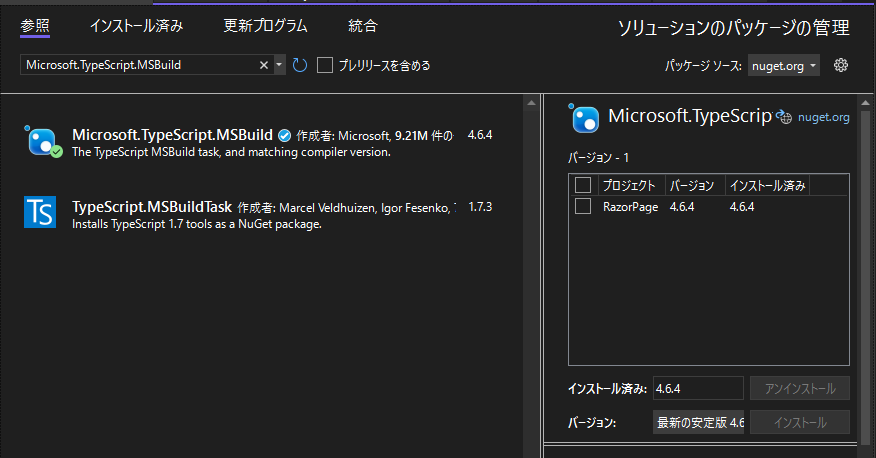 参照 インストール済み 更新プログラム 統合 ソリューションのパッケージの管理
Microsoft.TypeScript.MSBuild プレリリースを含める パッケージ ソース: nuget.org
Microsoft.TypeScript.MSBuild 作成者: Microsoft, 9.21M 件の 4.6.4
The TypeScript MSBuild task, and matching compiler version.
TS TypeScript.MSBuildTask 作成者: Marcel Veldhuizen, Igor Fesenko, 1.7.3
Installs TypeScript 1.7 tools as a NuGet package.
Microsoft.TypeScrip nuget.org
バージョン - 1
プロジェクト バージョン インストール済み
RazorPage 4.6.4 4.6.4
インストール済み: 4.6.4 アンインストール
バージョン: 最新の安定版 4.6 インストール